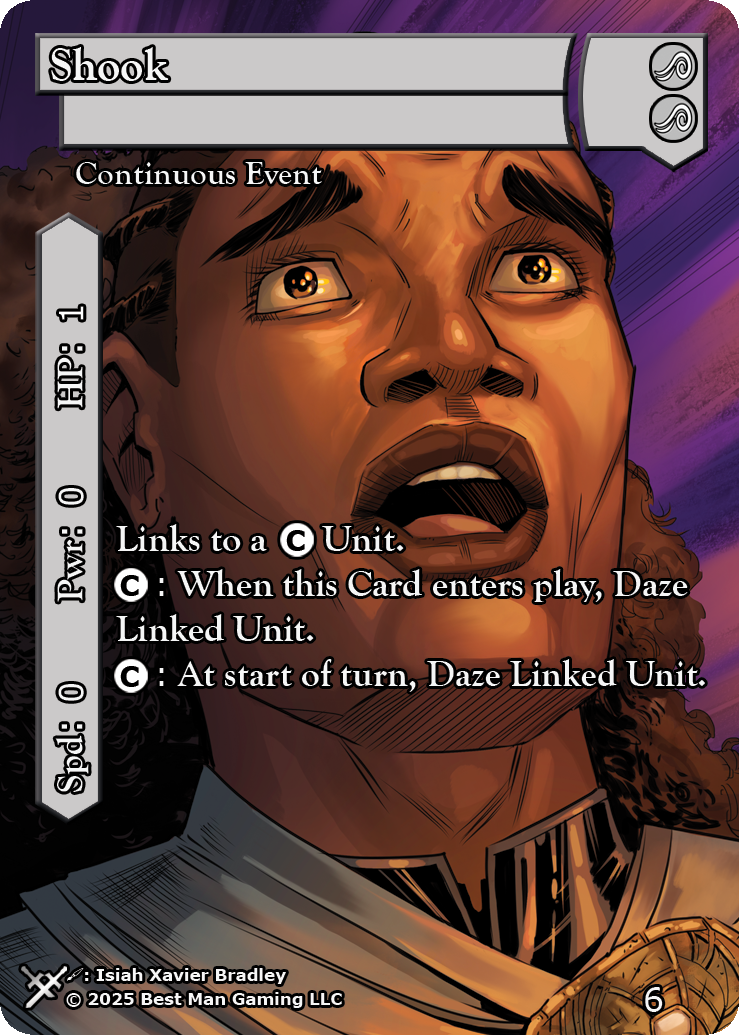 Shook
Continuous Event
HP: 1
Pwr: 0
Spd: 0
Links to a C Unit.
C : When this Card enters play, Daze
Linked Unit.
C : At start of turn, Daze Linked Unit.
: Isiah Xavier Bradley
© 2025 Best Man Gaming LLC
6